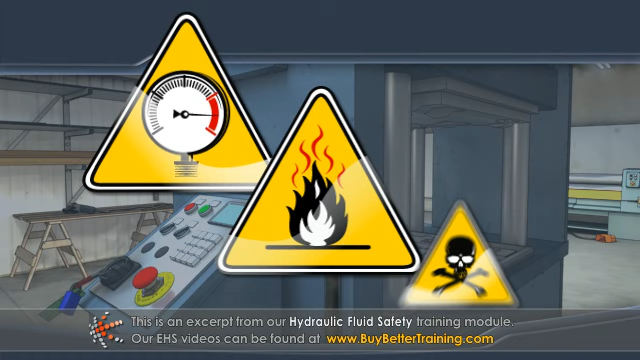 This is an excerpt from our Hydraulic Fluid Safety training module.
Our EHS videos can be found at www.BuyBetterTraining.com